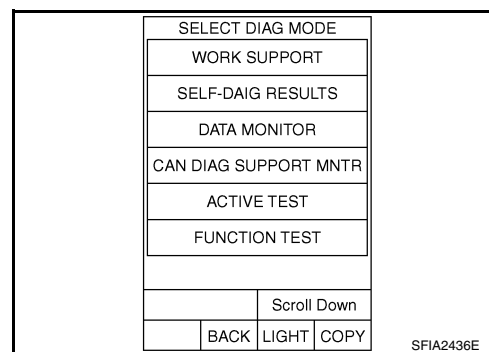 SELECT DIAG MODE
WORK SUPPORT
SELF-DAIG RESULTS
DATA MONITOR
CAN DIAG SUPPORT MNTR
ACTIVE TEST
FUNCTION TEST
Scroll Down
BACK LIGHT COPY
SFIA2436E